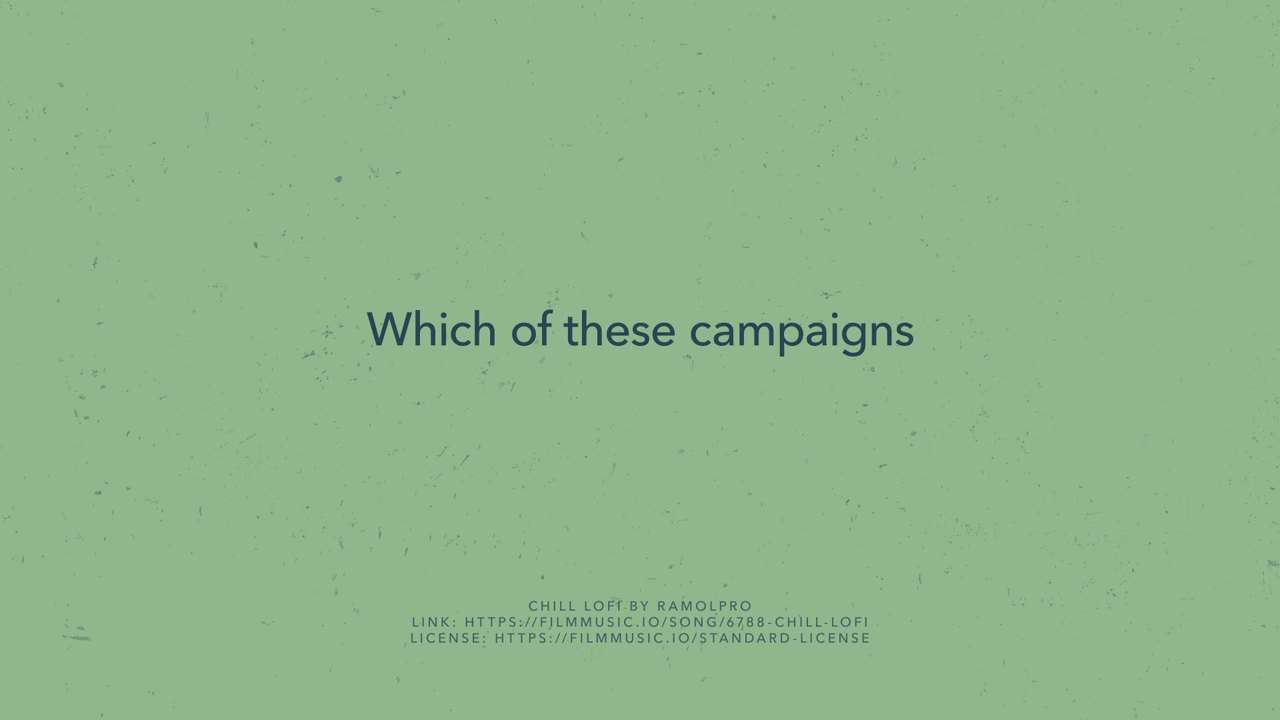 Which of these campaigns
CHILL LOFI BY RAMOLPRO
LINK: HTTPS://FILMMUSIC.IO/SONG/6788-CHILL-LOFI
LICENSE: HTTPS://FILMMUSIC.IO/STANDARD-LICENSE